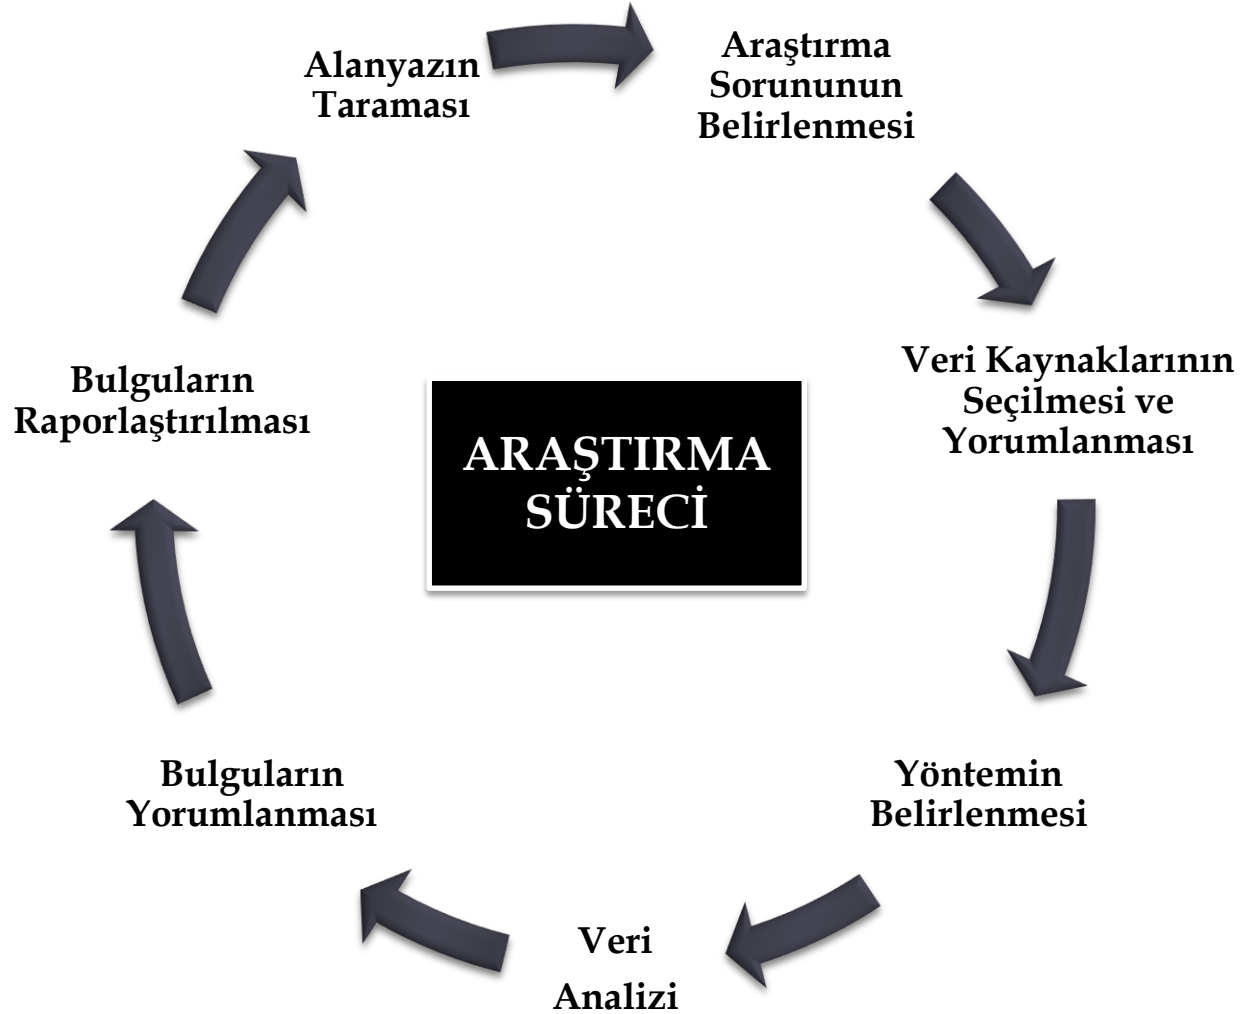 Alanyazın
Taraması
Araştırma
Sorununun
Belirlenmesi
Veri Kaynaklarının
Seçilmesi ve
Yorumlanması
Yöntemin
Belirlenmesi
Veri
Analizi
Bulguların
Yorumlanması
Bulguların
Raporlaştırılması
ARAŞTIRMA
SÜRECİ